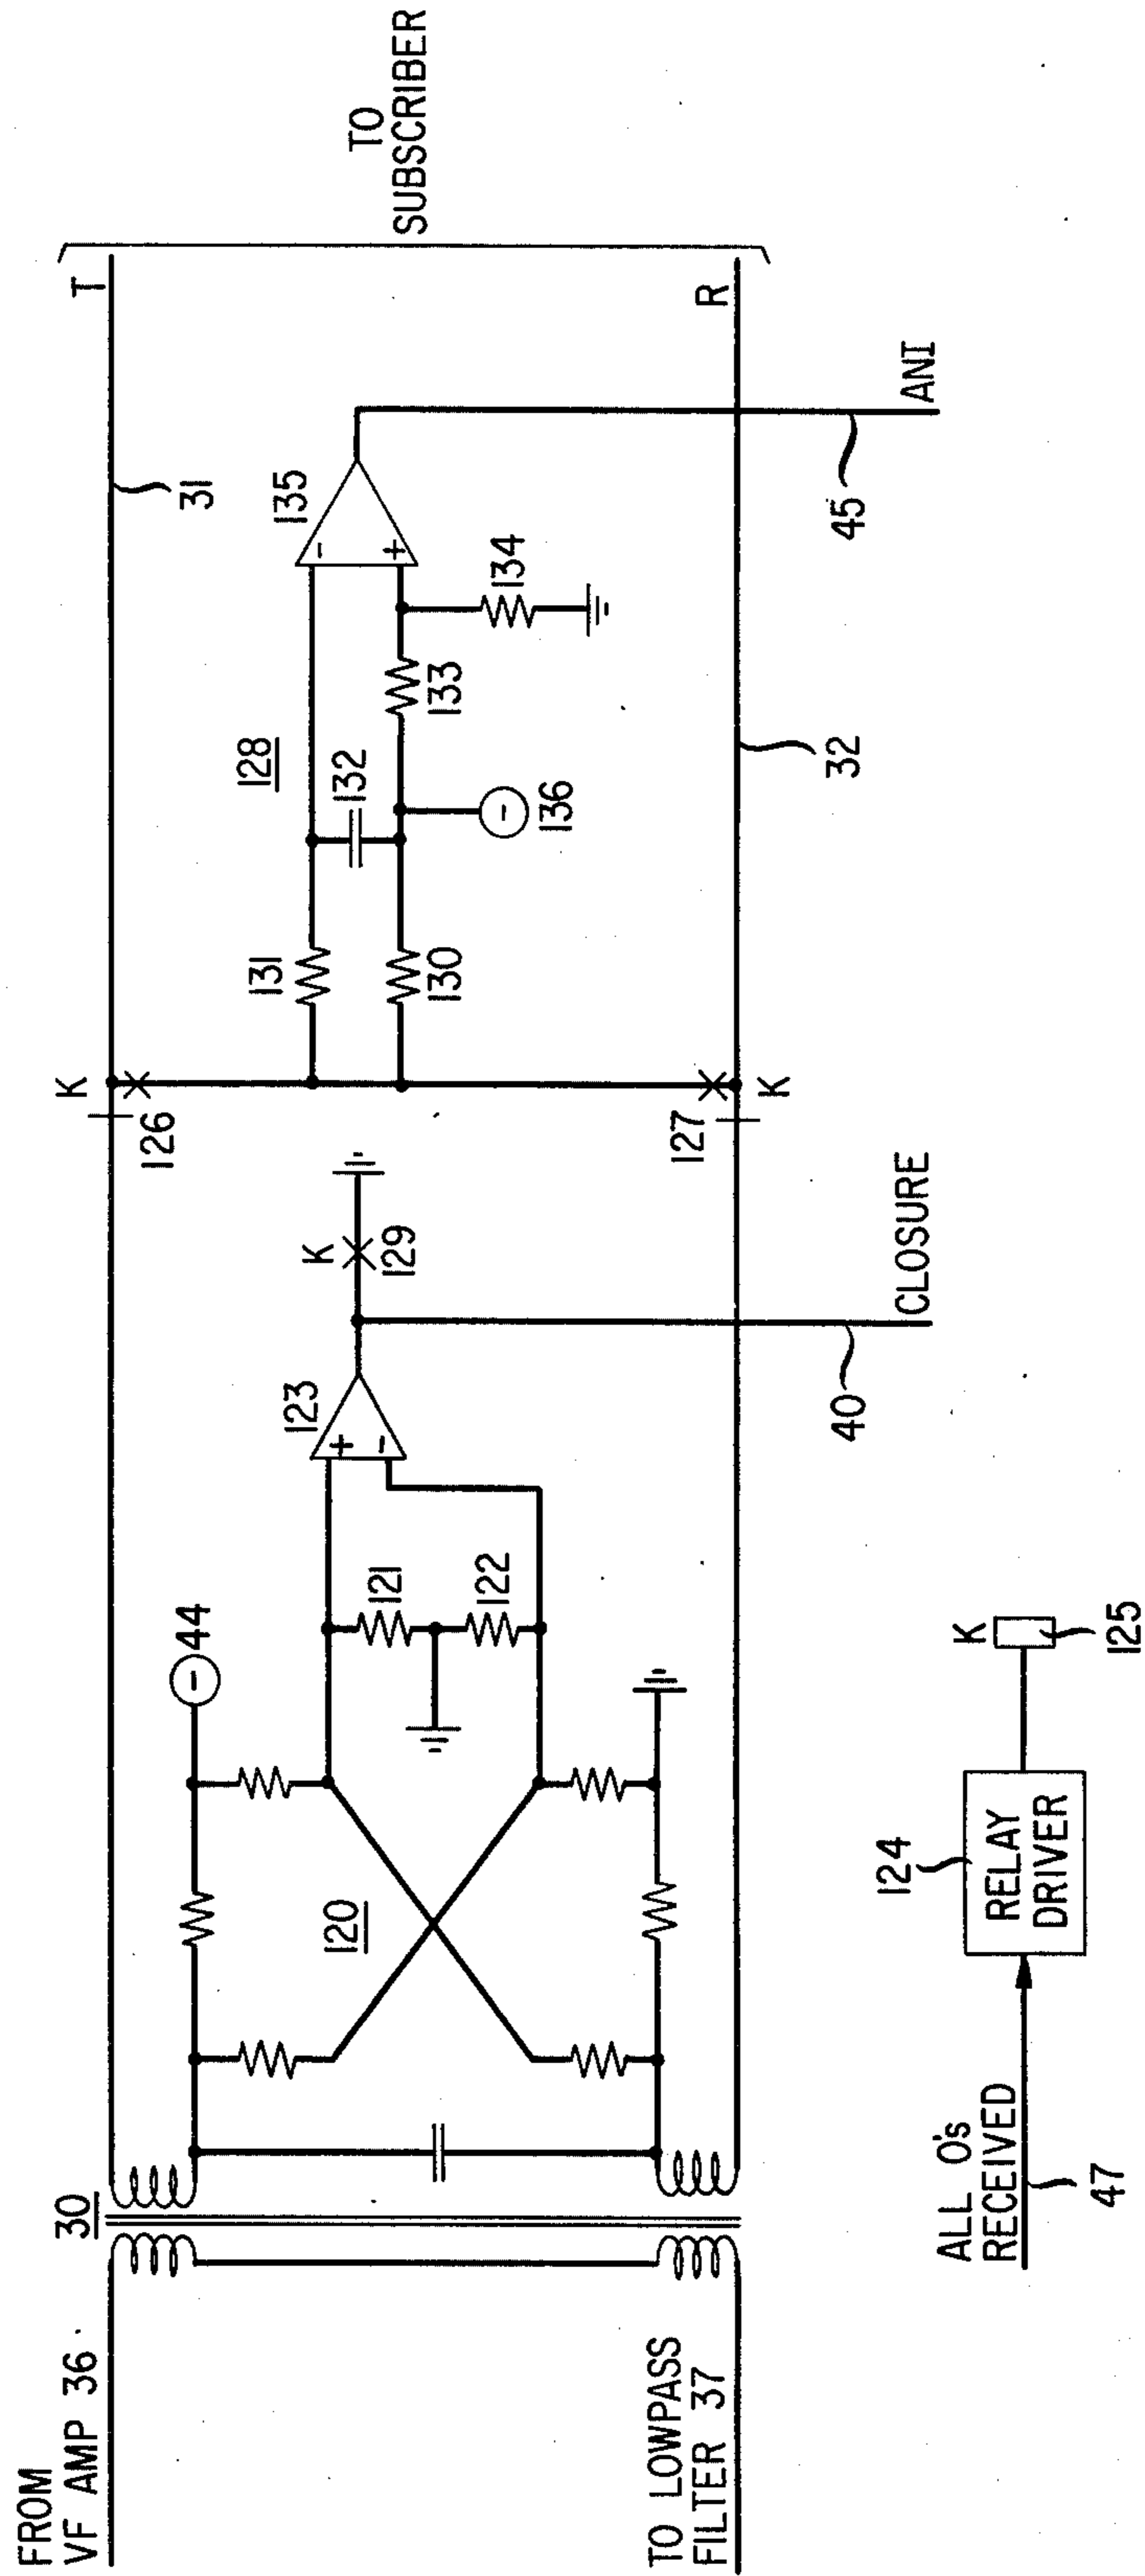 FROM
VF AMP 36
30
TO LOWPASS
FILTER 37
120
44
121
122
123
+
-
K
129
40
CLOSURE
K
126
127
K
131
130
128
132
-
136
133
134
135
-
+
31
T
R
32
45
ANI
TO
SUBSCRIBER
ALL 0's
RECEIVED
47
124
RELAY
DRIVER
K
125
-